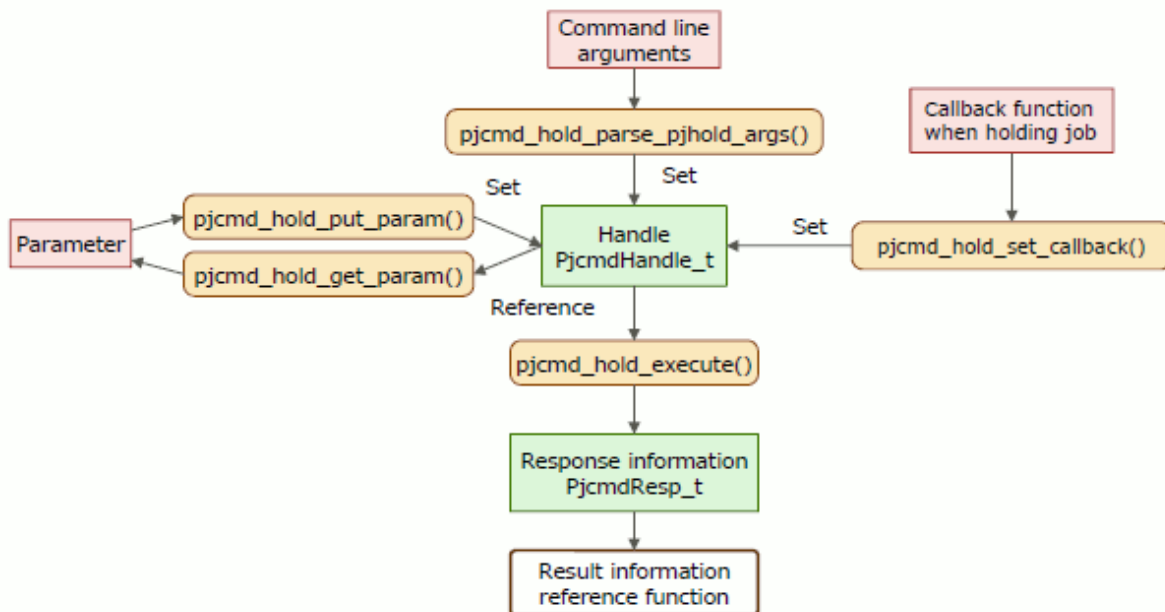 Command line
arguments
pjcmd_hold_parse_pjhold_args()
Callback function
when holding job
Set
Set
pjcmd_hold_put_param()
Parameter
pjcmd_hold_get_param()
Handle
PjcmdHandle_t
Set
pjcmd_hold_set_callback()
Reference
pjcmd_hold_execute()
Response information
PjcmdResp_t
Result information
reference function